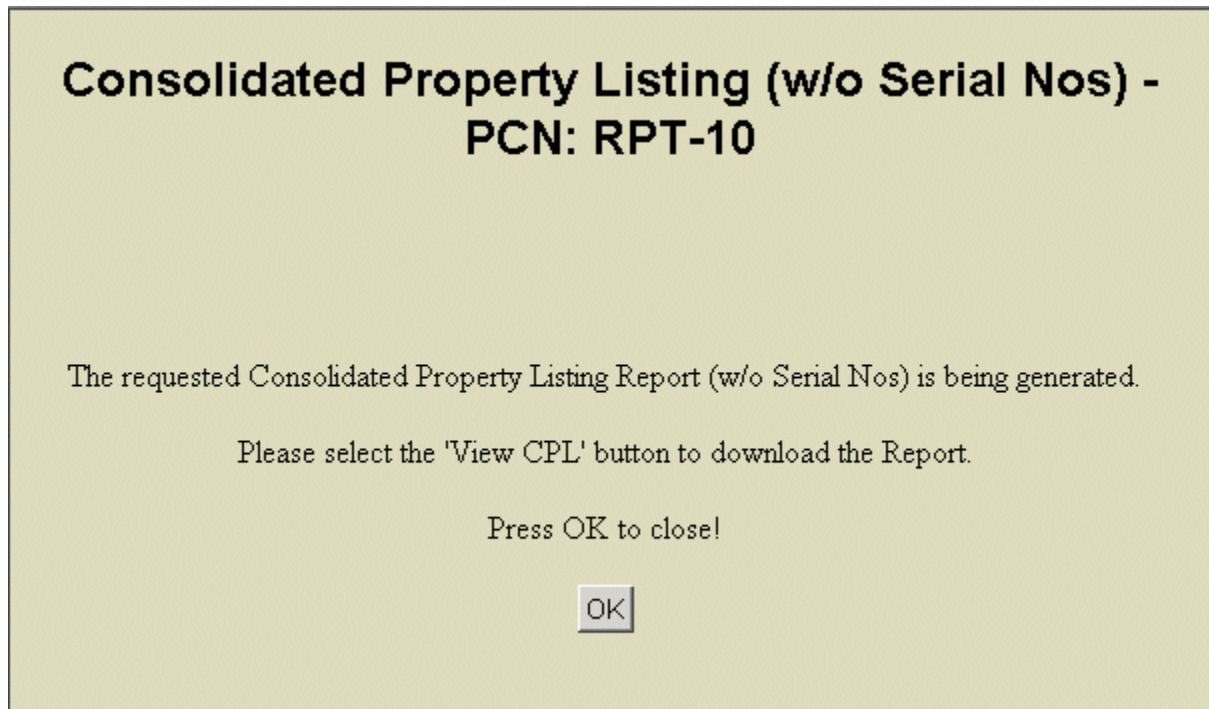 Consolidated Property Listing (w/o Serial Nos) -
PCN: RPT-10
The requested Consolidated Property Listing Report (w/o Serial Nos) is being generated.
Please select the 'View CPL' button to download the Report.
Press OK to close!
OK